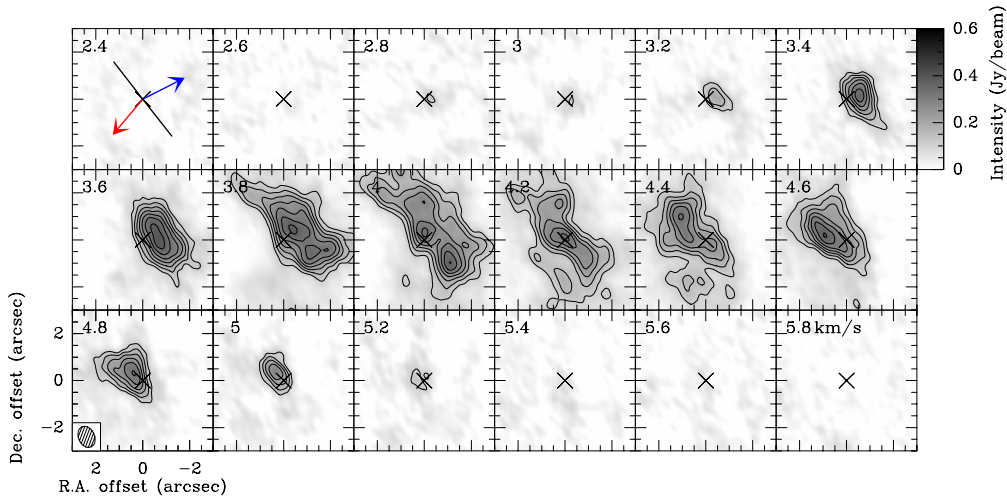 2.4 2.6 2.8 3 3.2 3.4
0.6
0.4
0.2
0
Intensity (Jy/beam)
3.6 3.8 4 4.2 4.4 4.6
4.8 5 5.2 5.4 5.6 5.8 km/s
2
0
−2
Dec. offset (arcsec)
2 0 −2
R.A. offset (arcsec)